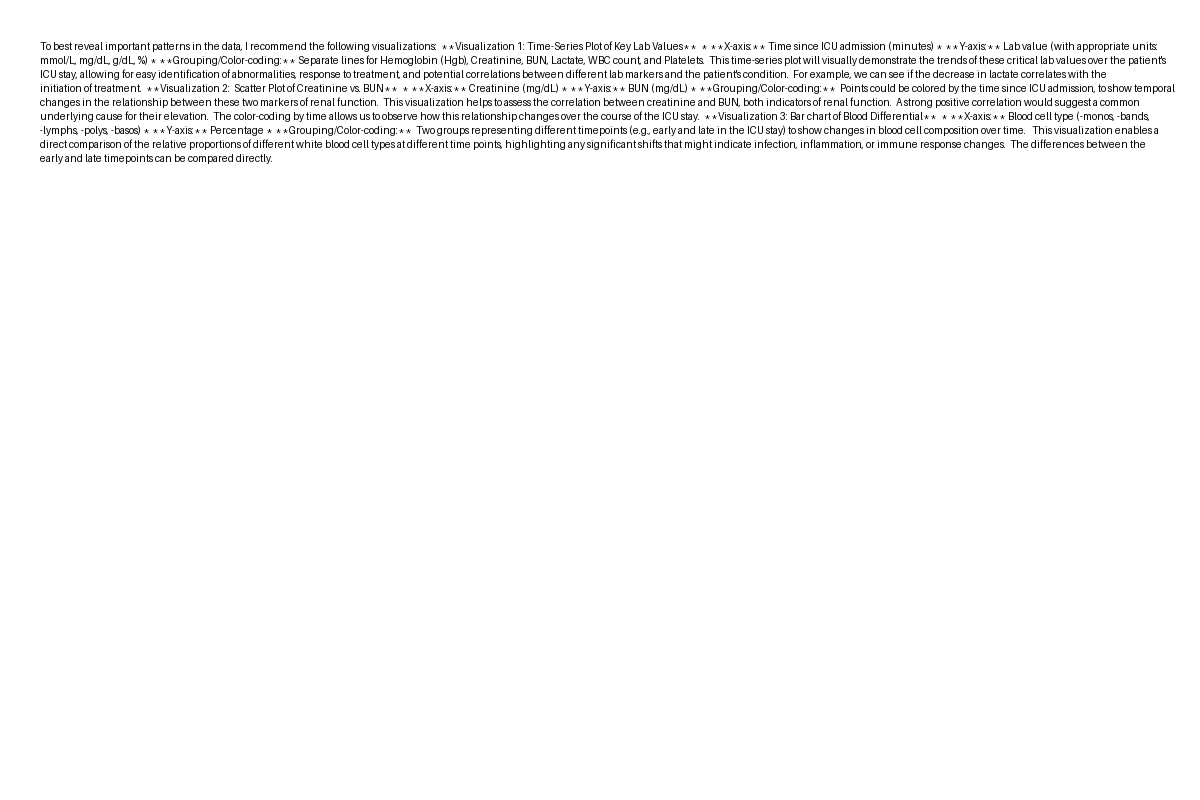 To best reveal important patterns in the data, I recommend the following visualizations:  **Visualization 1: Time-Series Plot of Key Lab Values**  * **X-axis:** Time since ICU admission (minutes) * **Y-axis:** Lab value (with appropriate units:
mmol/L, mg/dL, g/dL, %) * **Grouping/Color-coding:** Separate lines for Hemoglobin (Hgb), Creatinine, BUN, Lactate, WBC count, and Platelets.  This time-series plot will visually demonstrate the trends of these critical lab values over the patient's
ICU stay, allowing for easy identification of abnormalities, response to treatment, and potential correlations between different lab markers and the patient's condition.  For example, we can see if the decrease in lactate correlates with the
initiation of treatment.  **Visualization 2:  Scatter Plot of Creatinine vs. BUN**  * **X-axis:** Creatinine (mg/dL) * **Y-axis:** BUN (mg/dL) * **Grouping/Color-coding:**  Points could be colored by the time since ICU admission, to show temporal
changes in the relationship between these two markers of renal function.  This visualization helps to assess the correlation between creatinine and BUN, both indicators of renal function.  A strong positive correlation would suggest a common
underlying cause for their elevation.  The color-coding by time allows us to observe how this relationship changes over the course of the ICU stay.  **Visualization 3: Bar chart of Blood Differential**  * **X-axis:** Blood cell type (-monos, -bands,
-lymphs, -polys, -basos) * **Y-axis:** Percentage * **Grouping/Color-coding:**  Two groups representing different timepoints (e.g., early and late in the ICU stay) to show changes in blood cell composition over time.   This visualization enables a
direct comparison of the relative proportions of different white blood cell types at different time points, highlighting any significant shifts that might indicate infection, inflammation, or immune response changes.  The differences between the
early and late timepoints can be compared directly.